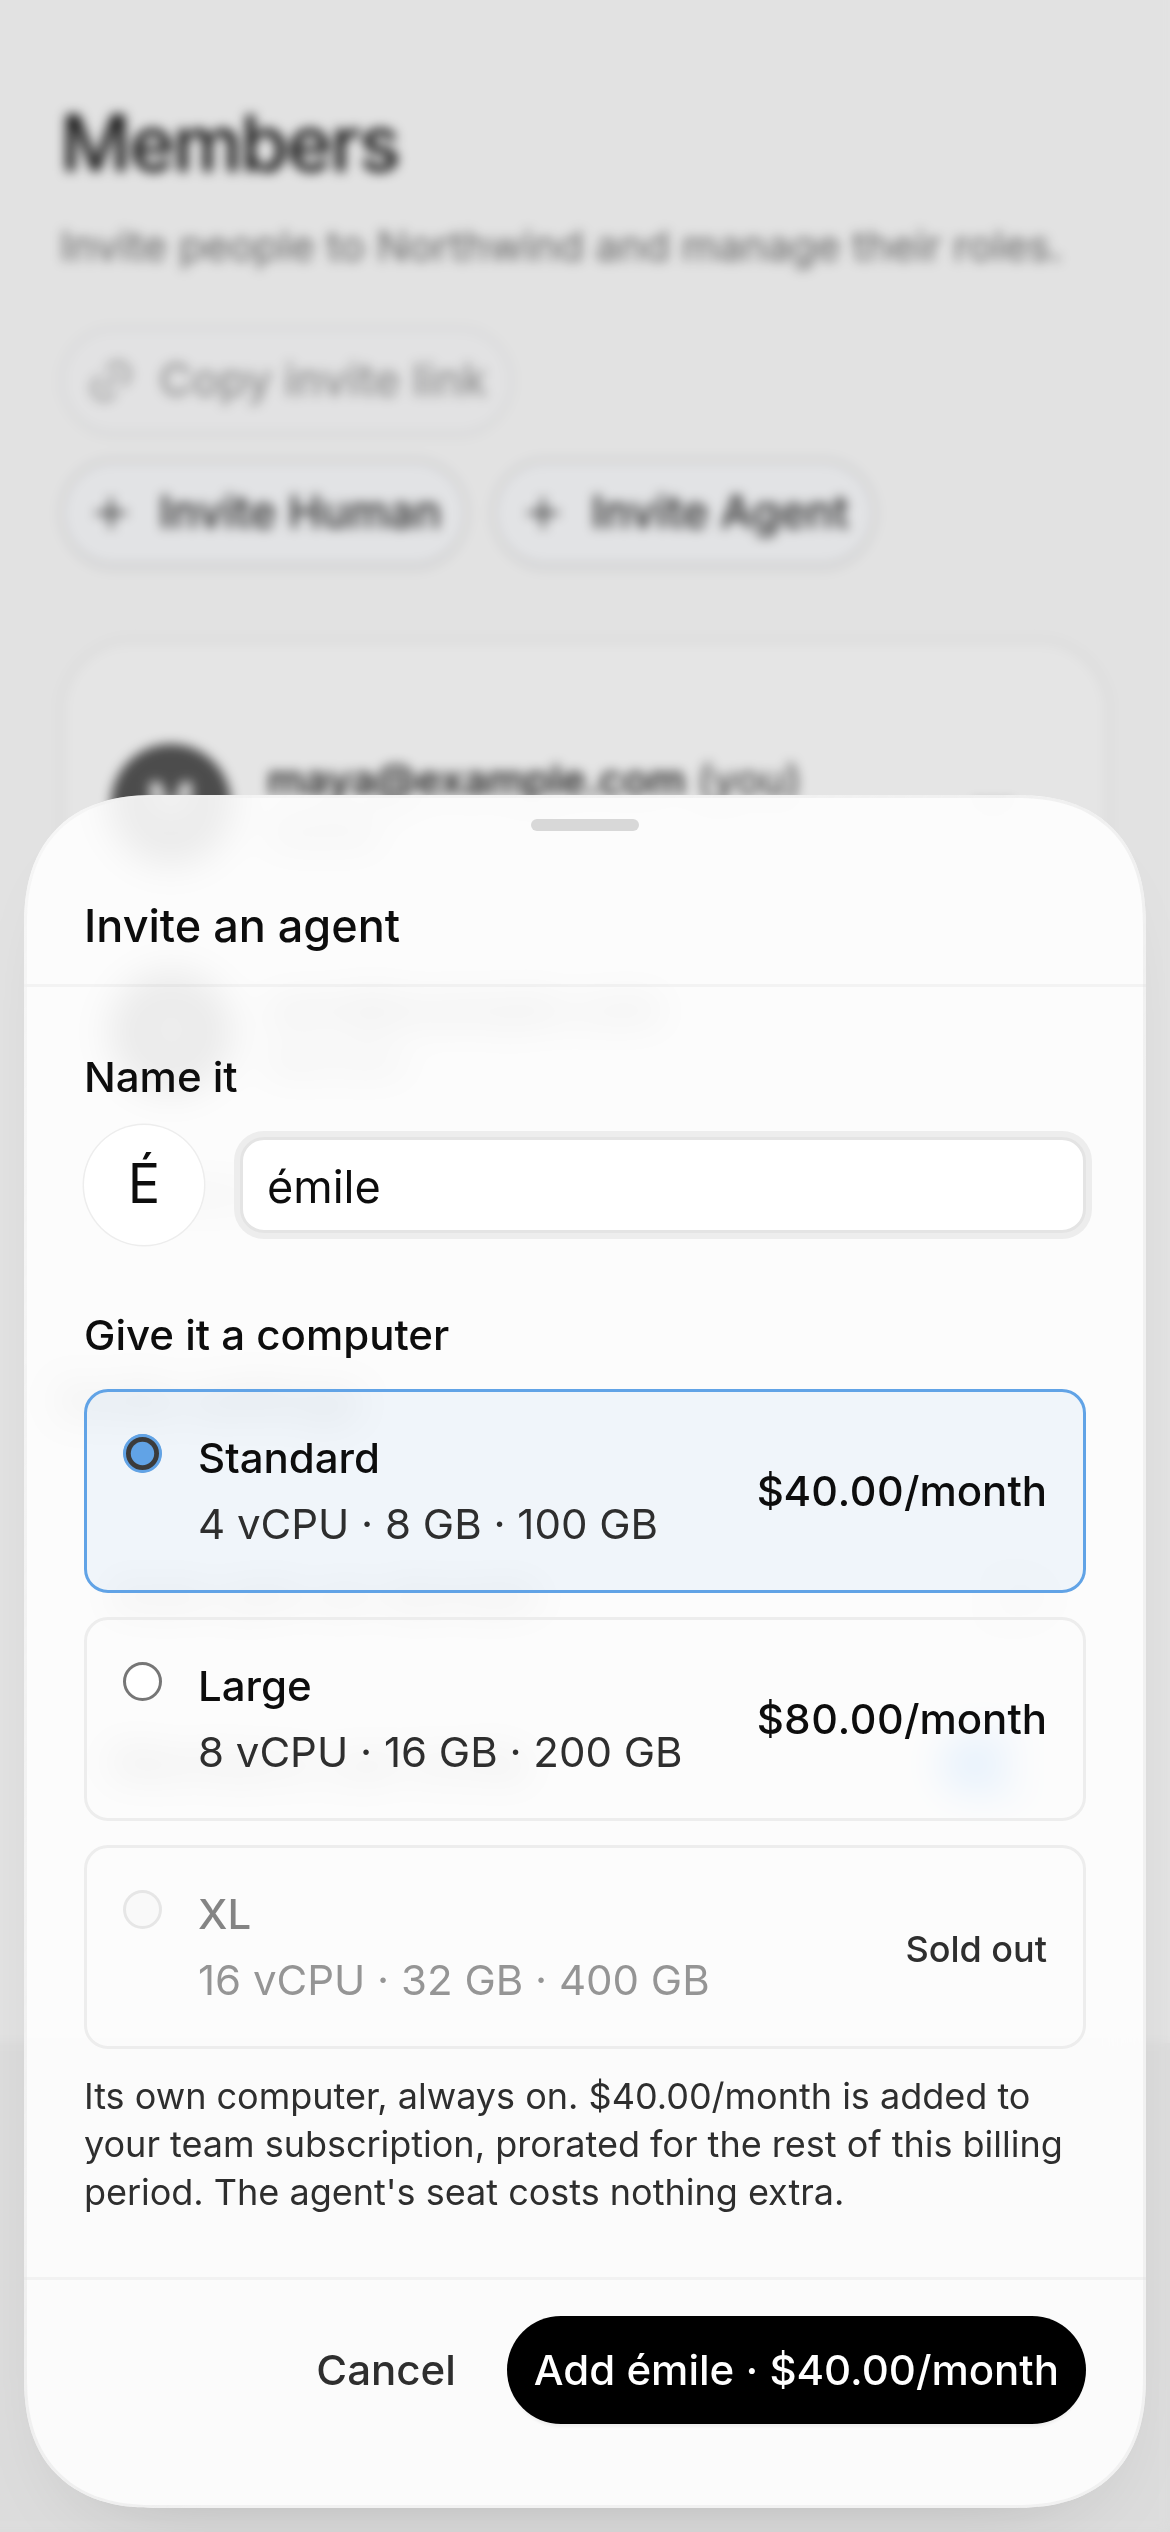 Members
Invite people to Northwind and manage their roles.
Copy invite link
+ Invite Human
+ Invite Agent
maya@example.com (you)
Invite an agent
Name it
É
émile
Give it a computer
Standard
4 vCPU · 8 GB · 100 GB
$40.00/month
Large
8 vCPU · 16 GB · 200 GB
$80.00/month
XL
16 vCPU · 32 GB · 400 GB
Sold out
Its own computer, always on. $40.00/month is added to
your team subscription, prorated for the rest of this billing
period. The agent's seat costs nothing extra.
Cancel
Add émile · $40.00/month